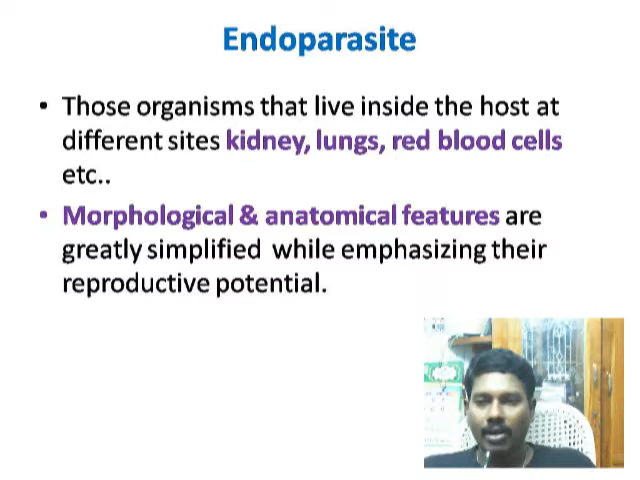 Endoparasite
• Those organisms that live inside the host at
different sites kidney, lungs, red blood cells
etc..
• Morphological & anatomical features are
greatly simplified  while emphasizing their
reproductive potential.